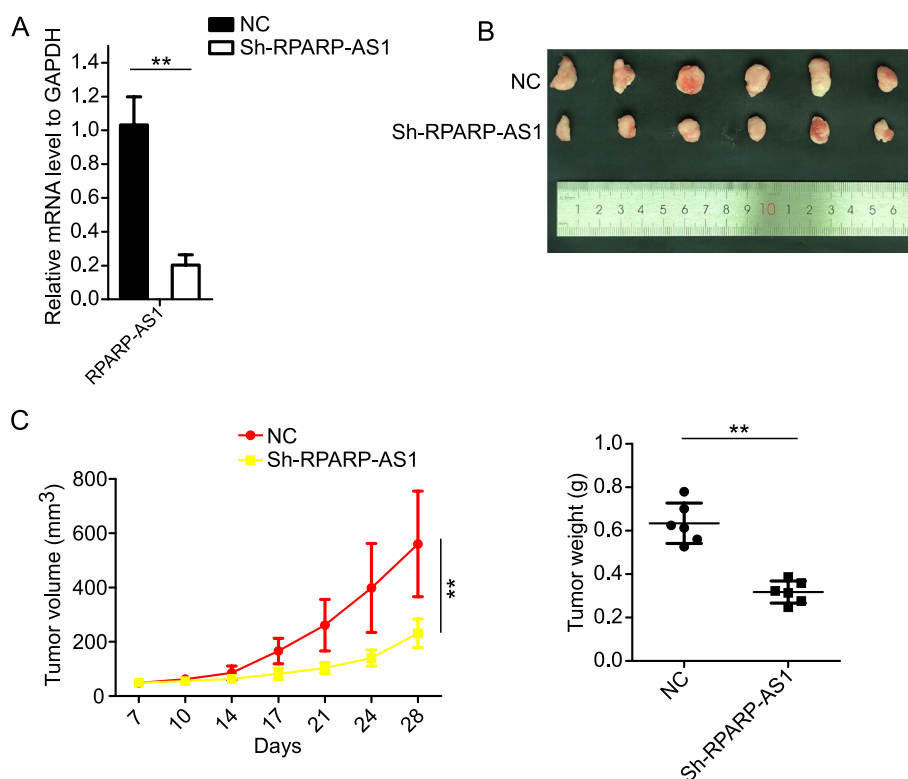 A
NC
Sh-RPARP-AS1
**
Relative mRNA level to GAPDH
1.4
1.2
1.0
0.8
0.6
0.4
0.2
0.0
RPARP-AS1
B
NC
Sh-RPARP-AS1
1 2 3 4 5 6 7 8 9 10 1 2 3 4 5 6
C
NC
Sh-RPARP-AS1
Tumor volume (mm³)
800
600
400
200
0
7 10 14 17 21 24 28
Days
**
**
Tumor weight (g)
1.0
0.8
0.6
0.4
0.2
0.0
NC
Sh-RPARP-AS1